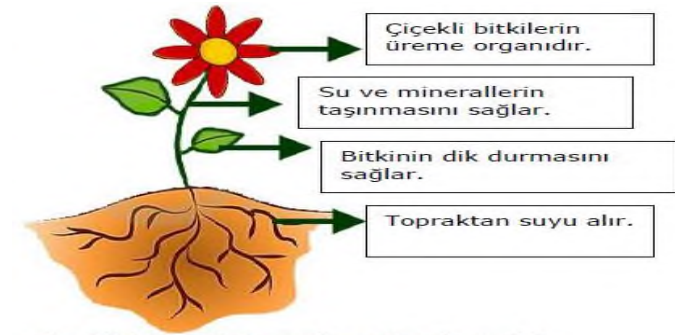 Çiçekli bitkilerin
üreme organıdır.
Su ve minerallerin
taşınmasını sağlar.
Bitkinin dik durmasını
sağlar.
Topraktan suyu alır.